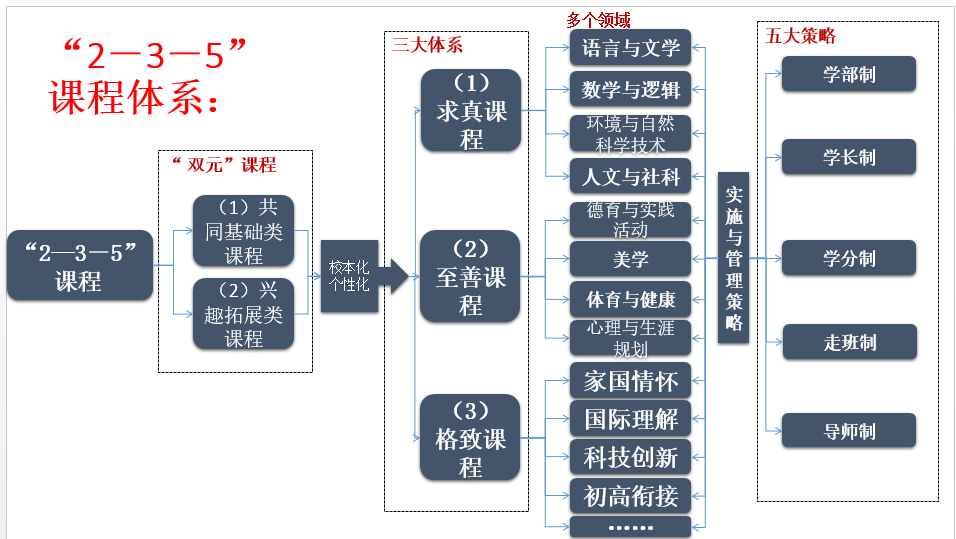 “2－3－5”
课程体系：
“2—3－5”
课程
“ 双元”课程
（1）共
同基础类
课程
（2）兴
趣拓展类
课程
校本化
个性化
三大体系
（1）
求真课
程
（2）
至善课
程
（3）
格致课
程
多个领域
语言与文学
数学与逻辑
环境与自然
科学技术
人文与社科
德育与实践
活动
美学
体育与健康
心理与生涯
规划
家国情怀
国际理解
科技创新
初高衔接
……
实施与管理策略
五大策略
学部制
学长制
学分制
走班制
导师制